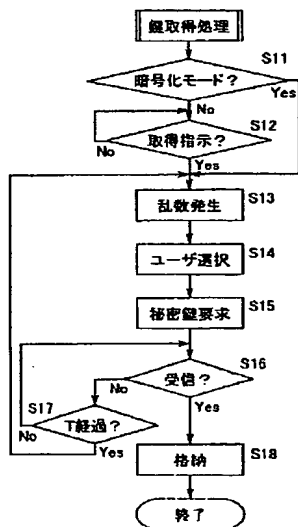 鍵取得処理
S11
暗号化モード？
Yes
No
S12
取得指示？
No
Yes
S13
乱数発生
S14
ユーザ選択
S15
秘密鍵要求
S16
受信？
No
Yes
S17
T経過？
No
Yes
S18
格納
終了